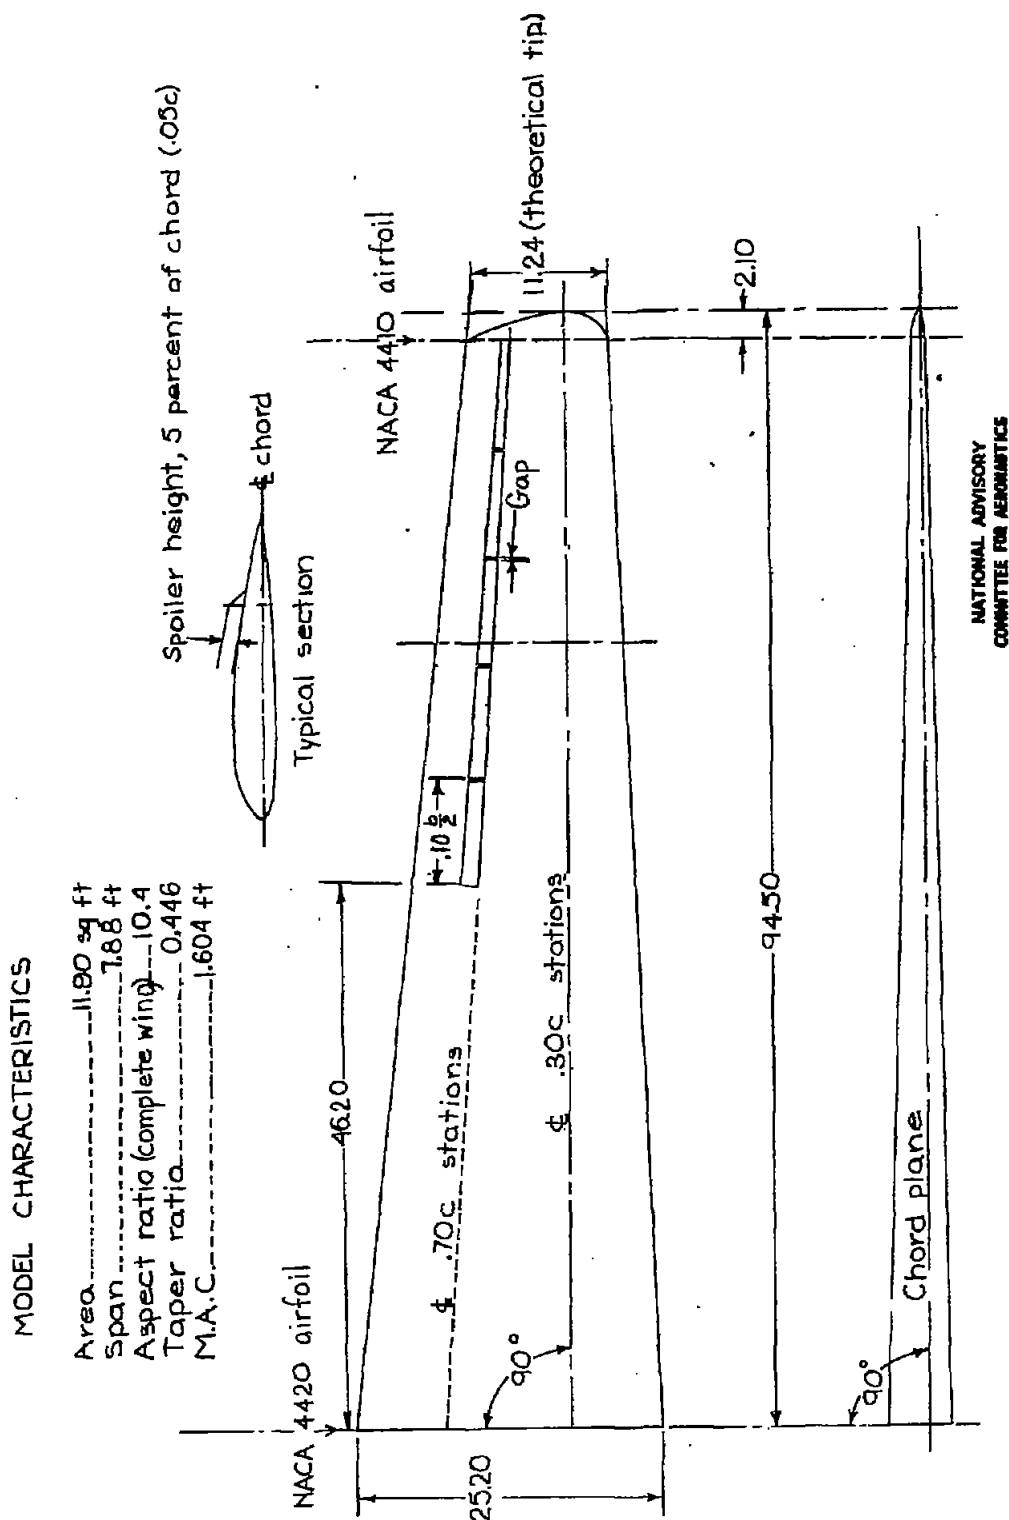 MODEL CHARACTERISTICS
Area 11.80 sq ft
Span 7.88 ft
Aspect ratio (complete wing) 10.4
Taper ratio 0.446
M.A.C. 1.604 ft
Spoiler height, 5 percent of chord (.05c)
℄ chord
Typical section
NACA 4420 airfoil
NACA 4410 airfoil
46.20
.10 b/2
Gap
℄ .70c stations
℄ .30c stations
90°
25.20
11.24 (theoretical tip)
2.10
94.50
90°
Chord plane
NATIONAL ADVISORY
COMMITTEE FOR AERONAUTICS